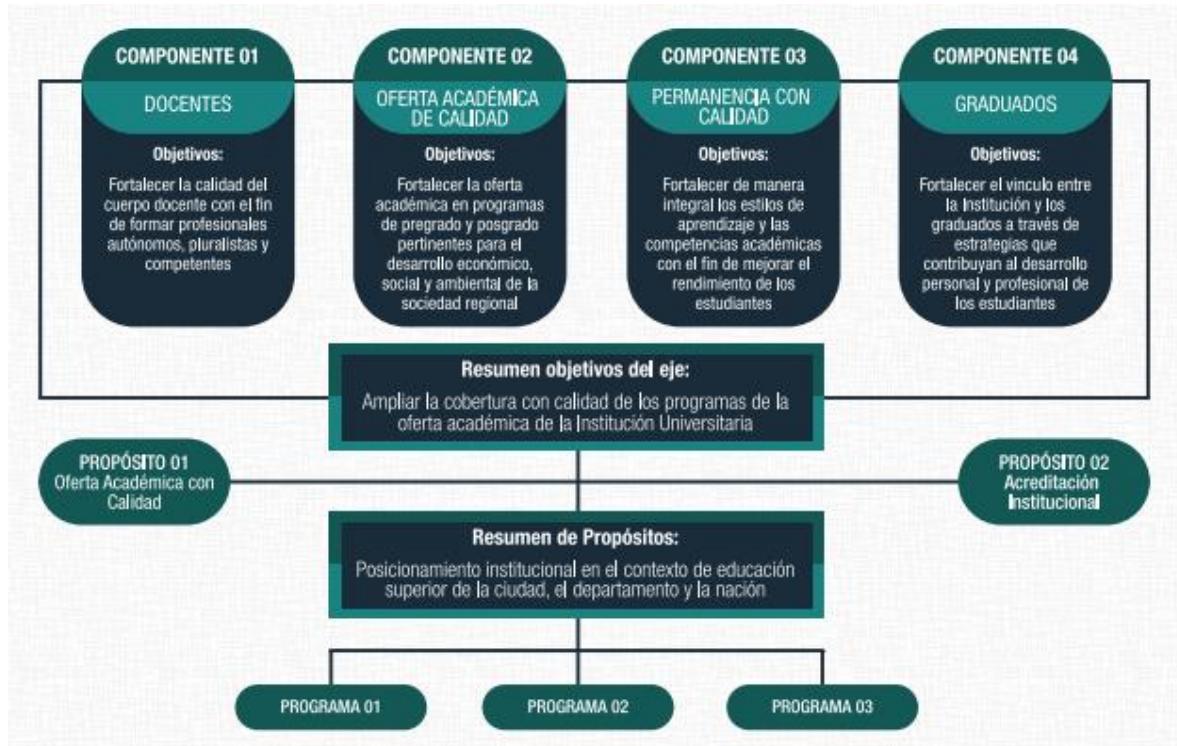 COMPONENTE 01
DOCENTES
Objetivos:
Fortalecer la calidad del
cuerpo docente con el fin
de formar profesionales
autónomos, pluralistas y
competentes
COMPONENTE 02
OFERTA ACADÉMICA
DE CALIDAD
Objetivos:
Fortalecer la oferta
académica en programas
de pregrado y posgrado
pertinentes para el
desarrollo económico,
social y ambiental de la
sociedad regional
COMPONENTE 03
PERMANENCIA CON
CALIDAD
Objetivos:
Fortalecer de manera
integral los estilos de
aprendizaje y las
competencias académicas
con el fin de mejorar el
rendimiento de los
estudiantes
COMPONENTE 04
GRADUADOS
Objetivos:
Fortalecer el vinculo entre
la Institución y los
graduados a través de
estrategias que
contribuyan al desarrollo
personal y profesional de
los estudiantes
Resumen objetivos del eje:
Ampliar la cobertura con calidad de los programas de la
oferta académica de la Institución Universitaria
PROPÓSITO 01
Oferta Académica con
Calidad
PROPÓSITO 02
Acreditación
Institucional
Resumen de Propósitos:
Posicionamiento institucional en el contexto de educación
superior de la ciudad, el departamento y la nación
PROGRAMA 01
PROGRAMA 02
PROGRAMA 03